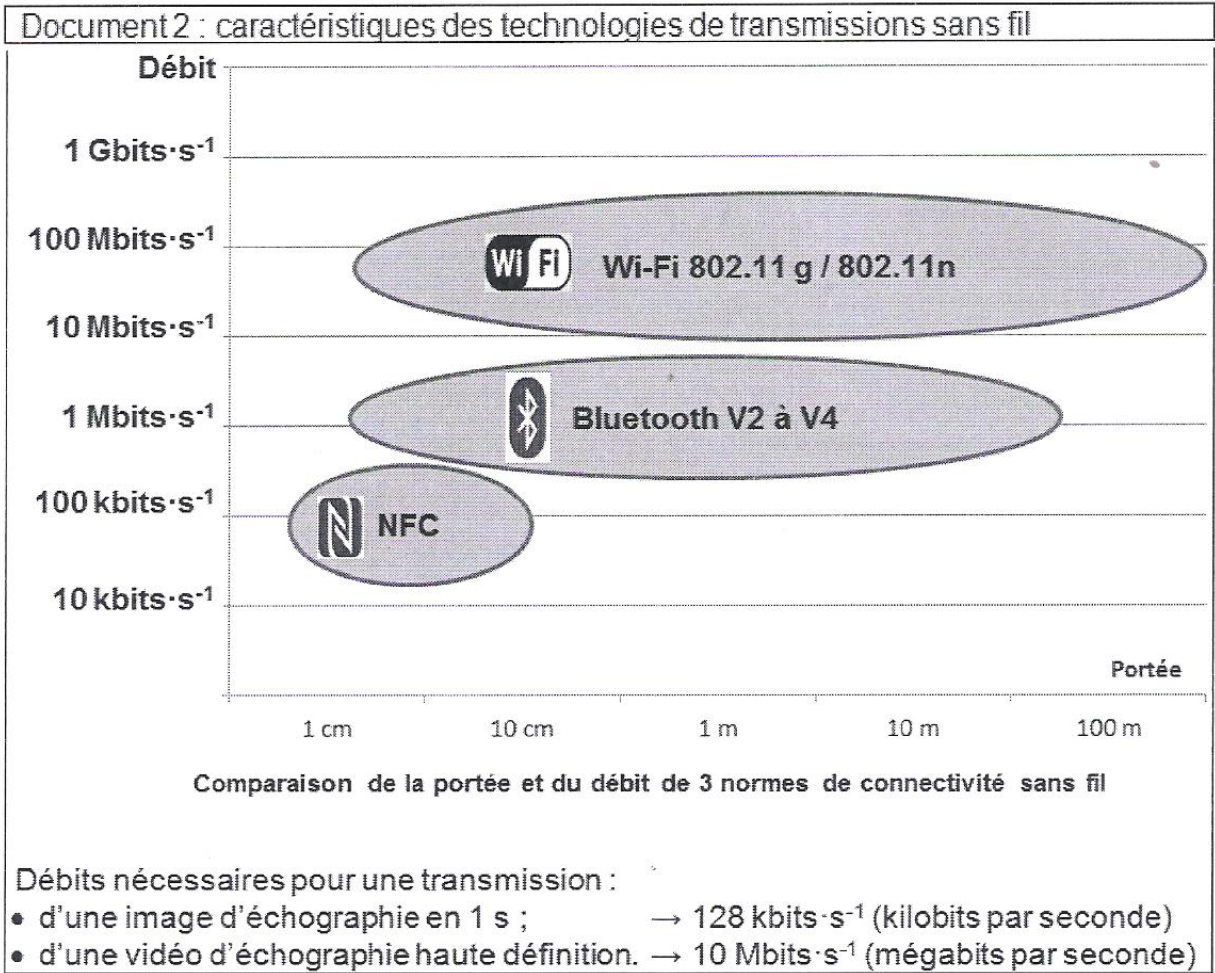 Document 2 : caractéristiques des technologies de transmissions sans fil
Débit
1 Gbits·s-1
100 Mbits·s-1
Wi Fi Wi-Fi 802.11 g / 802.11n
10 Mbits·s-1
1 Mbits·s-1
Bluetooth V2 à V4
100 kbits·s-1
NFC
10 kbits·s-1
Portée
1 cm 10 cm 1 m 10 m 100 m
Comparaison de la portée et du débit de 3 normes de connectivité sans fil
Débits nécessaires pour une transmission :
• d'une image d'échographie en 1 s ; → 128 kbits·s-1 (kilobits par seconde)
• d'une vidéo d'échographie haute définition. → 10 Mbits·s-1 (mégabits par seconde)